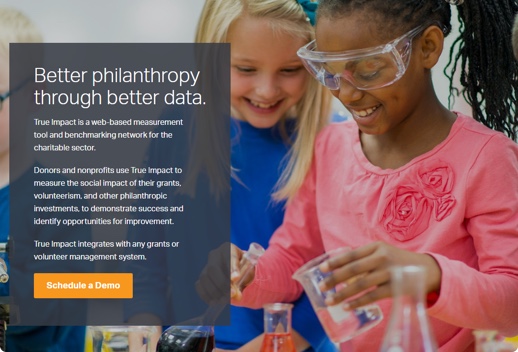 Better philanthropy
through better data.
True Impact is a web-based measurement
tool and benchmarking network for the
charitable sector.
Donors and nonprofits use True Impact to
measure the social impact of their grants,
volunteerism, and other philanthropic
investments, to demonstrate success and
identify opportunities for improvement.
True Impact integrates with any grants or
volunteer management system.
Schedule a Demo